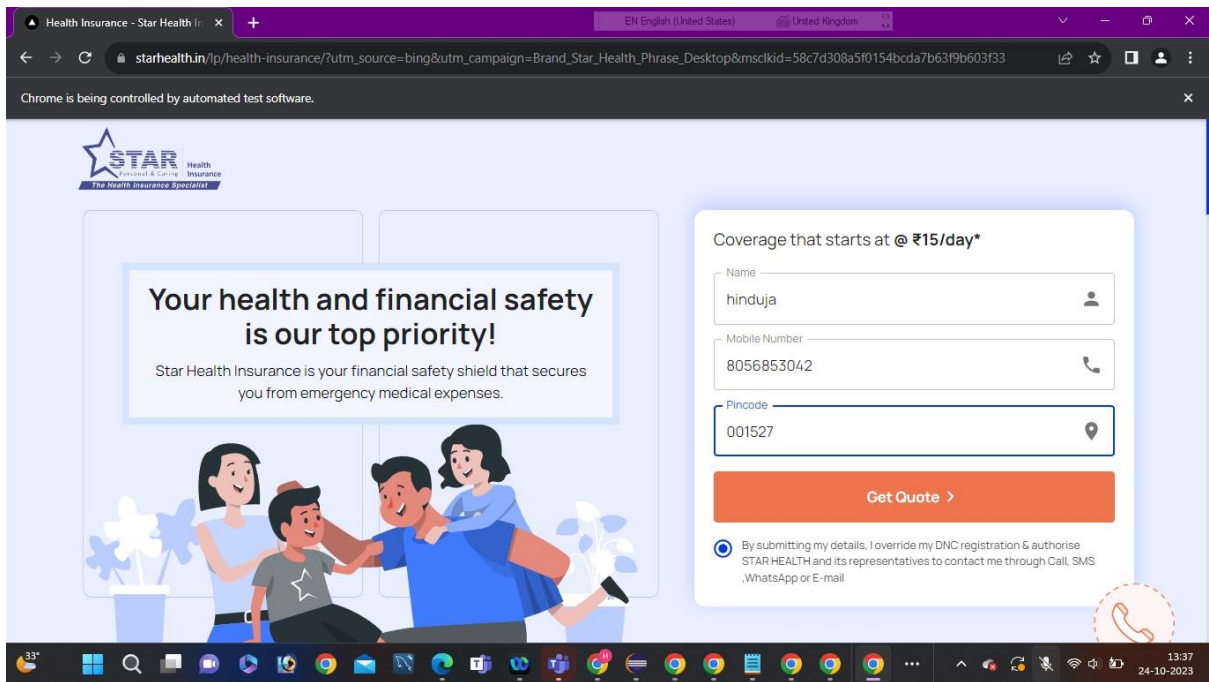 Health Insurance - Star Health In
EN English (United States) United Kingdom
starhealth.in/lp/health-insurance/?utm_source=bing&utm_campaign=Brand_Star_Health_Phrase_Desktop&msclkid=58c7d308a5f0154bcda7b63f9b603f33
Chrome is being controlled by automated test software.
STAR Health
Personal & Caring Insurance
The Health Insurance Specialist
Your health and financial safety
is our top priority!
Star Health Insurance is your financial safety shield that secures
you from emergency medical expenses.
Coverage that starts at @ ₹15/day*
Name
hinduja
Mobile Number
8056853042
Pincode
001527
Get Quote >
By submitting my details, I override my DNC registration & authorise
STAR HEALTH and its representatives to contact me through Call, SMS
,WhatsApp or E-mail
33°
13:37
24-10-2023